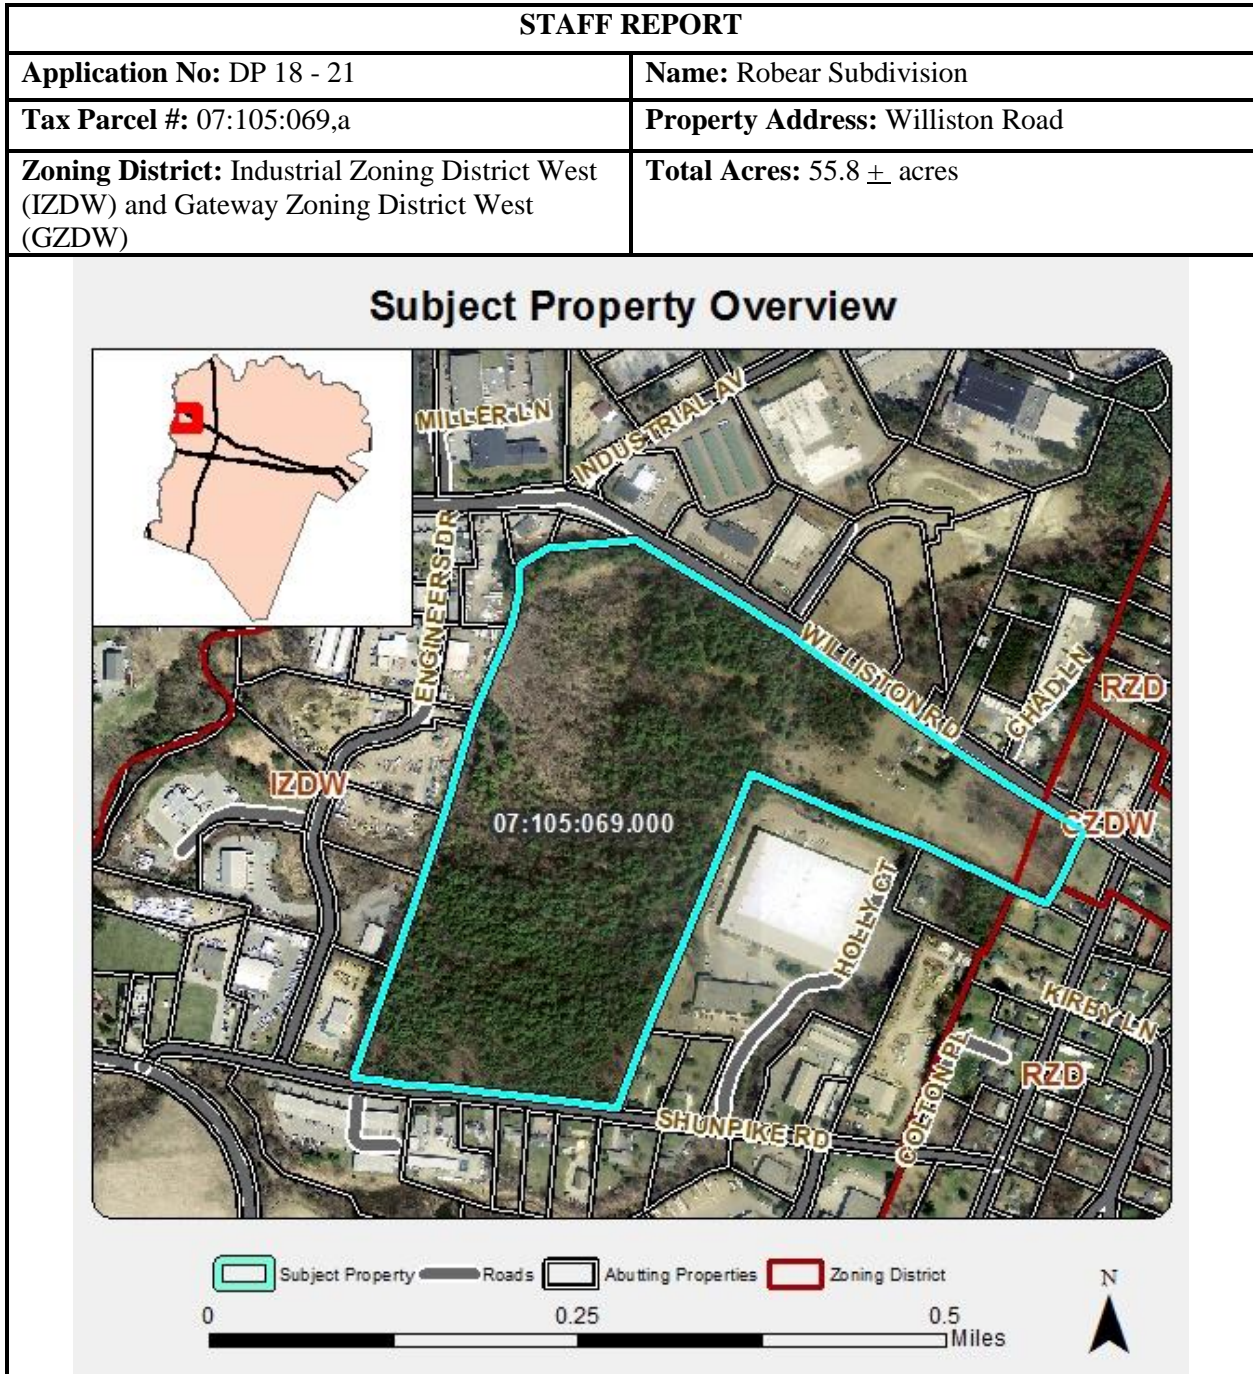 STAFF REPORT
Application No: DP 18 - 21
Name: Robear Subdivision
Tax Parcel #: 07:105:069,a
Property Address: Williston Road
Zoning District: Industrial Zoning District West
(IZDW) and Gateway Zoning District West
(GZDW)
Total Acres: 55.8 + acres
Subject Property Overview
MILLER LN
INDUSTRIAL AV
ENGINEERS DR
WILLISTON RD
CHAD LN
RZD
IZDW
07:105:069.000
GZDW
HOLLY CT
KIRBY LN
COLTON PL
RZD
SHUNPIKE RD
Subject Property
Roads
Abutting Properties
Zoning District
N
0 0.25 0.5
Miles